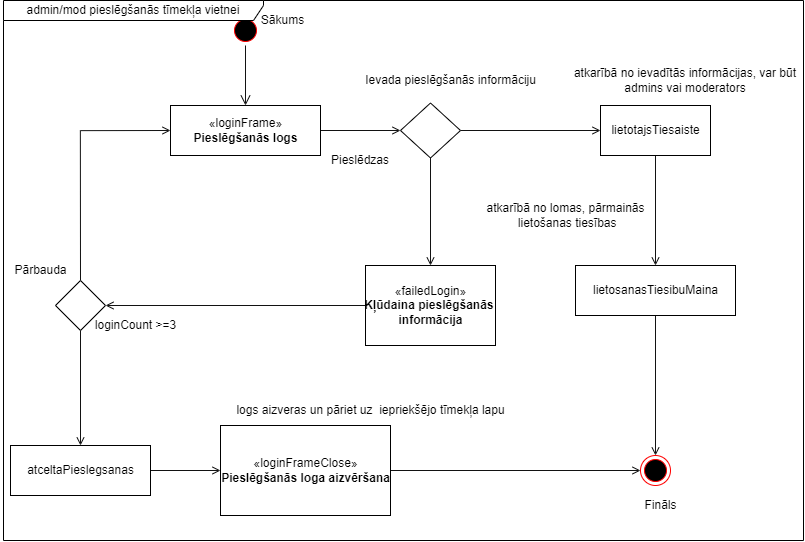 admin/mod pieslēgšanās tīmekļa vietnei
Sākums
Ievada pieslēgšanās informāciju
atkarībā no ievadītās informācijas, var būt
admins vai moderators
«loginFrame»
Pieslēgšanās logs
Pieslēdzas
lietotajsTiesaiste
atkarībā no lomas, pārmainās
lietošanas tiesības
Pārbauda
loginCount >=3
«failedLogin»
Kļūdaina pieslēgšanās
informācija
lietosanasTiesibuMaina
logs aizveras un pāriet uz  iepriekšējo tīmekļa lapu
atceltaPieslegsanas
«loginFrameClose»
Pieslēgšanās loga aizvēršana
Fināls